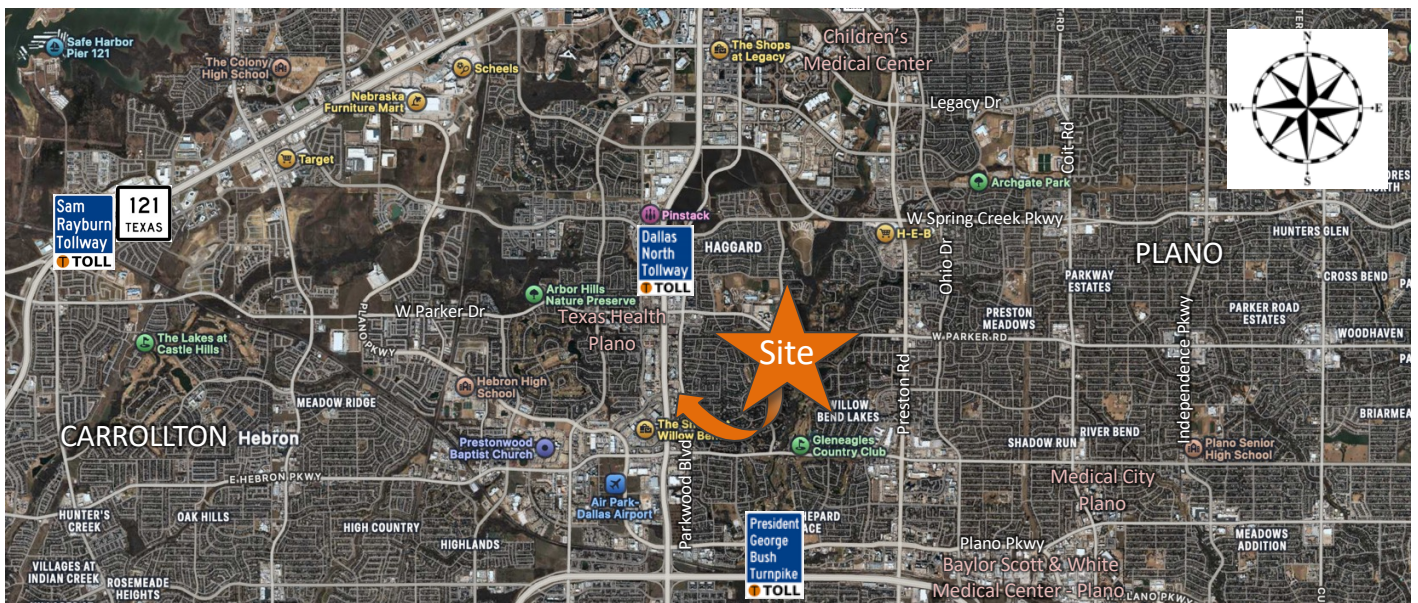 Safe Harbor
Pier 121
The Colony
High School
Scheels
Nebraska
Furniture Mart
Target
The Shops
at Legacy
Children's
Medical Center
Legacy Dr
Coit Rd
N
W
E
S
Archgate Park
Sam
Rayburn
Tollway
T TOLL
121
TEXAS
Pinstack
Dallas
North
Tollway
T TOLL
HAGGARD
W Spring Creek Pkwy
H-E-B
Ohio Dr
PLANO
HUNTERS GLEN
CROSS BEND
PARKWAY
ESTATES
PARKER ROAD
ESTATES
WOODHAVEN
PRESTON
MEADOWS
Independence Pkwy
Arbor Hills
Nature Preserve
W Parker Dr
PLANO PKWY
Texas Health
Plano
Site
W PARKER RD
Preston Rd
The Lakes at
Castle Hills
Hebron High
School
MEADOW RIDGE
CARROLLTON
Hebron
Prestonwood
Baptist Church
E HEBRON PKWY
Willow
Parkwood Blvd
WILLOW
BEND LAKES
Gleneagles
Country Club
SHADOW RUN
RIVER BEND
Plano Senior
High School
Medical City
Plano
Air Park-
Dallas Airport
HUNTER'S
CREEK
OAK HILLS
HIGH COUNTRY
HIGHLANDS
VILLAGES AT
INDIAN CREEK
ROSEMEADE
HEIGHTS
President
George
Bush
Turnpike
T TOLL
Plano Pkwy
MEADOWS
ADDITION
Baylor Scott & White
Medical Center - Plano